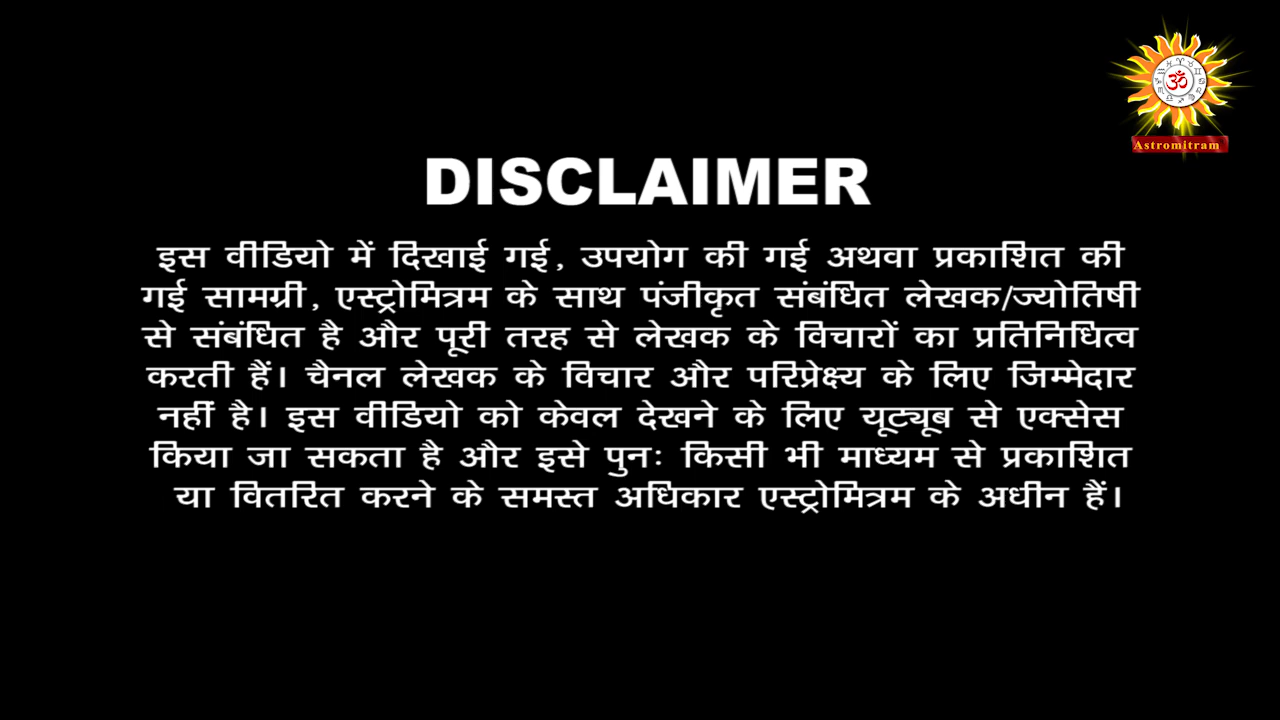 Astromitram
DISCLAIMER
इस वीडियो में दिखाई गई, उपयोग की गई अथवा प्रकाशित की
गई सामग्री, एस्ट्रोमित्रम के साथ पंजीकृत संबंधित लेखक/ज्योतिषी
से संबंधित है और पूरी तरह से लेखक के विचारों का प्रतिनिधित्व
करती हैं। चैनल लेखक के विचार और परिप्रेक्ष्य के लिए जिम्मेदार
नहीं है। इस वीडियो को केवल देखने के लिए यूट्यूब से एक्सेस
किया जा सकता है और इसे पुनः किसी भी माध्यम से प्रकाशित
या वितरित करने के समस्त अधिकार एस्ट्रोमित्रम के अधीन हैं।
ॐ